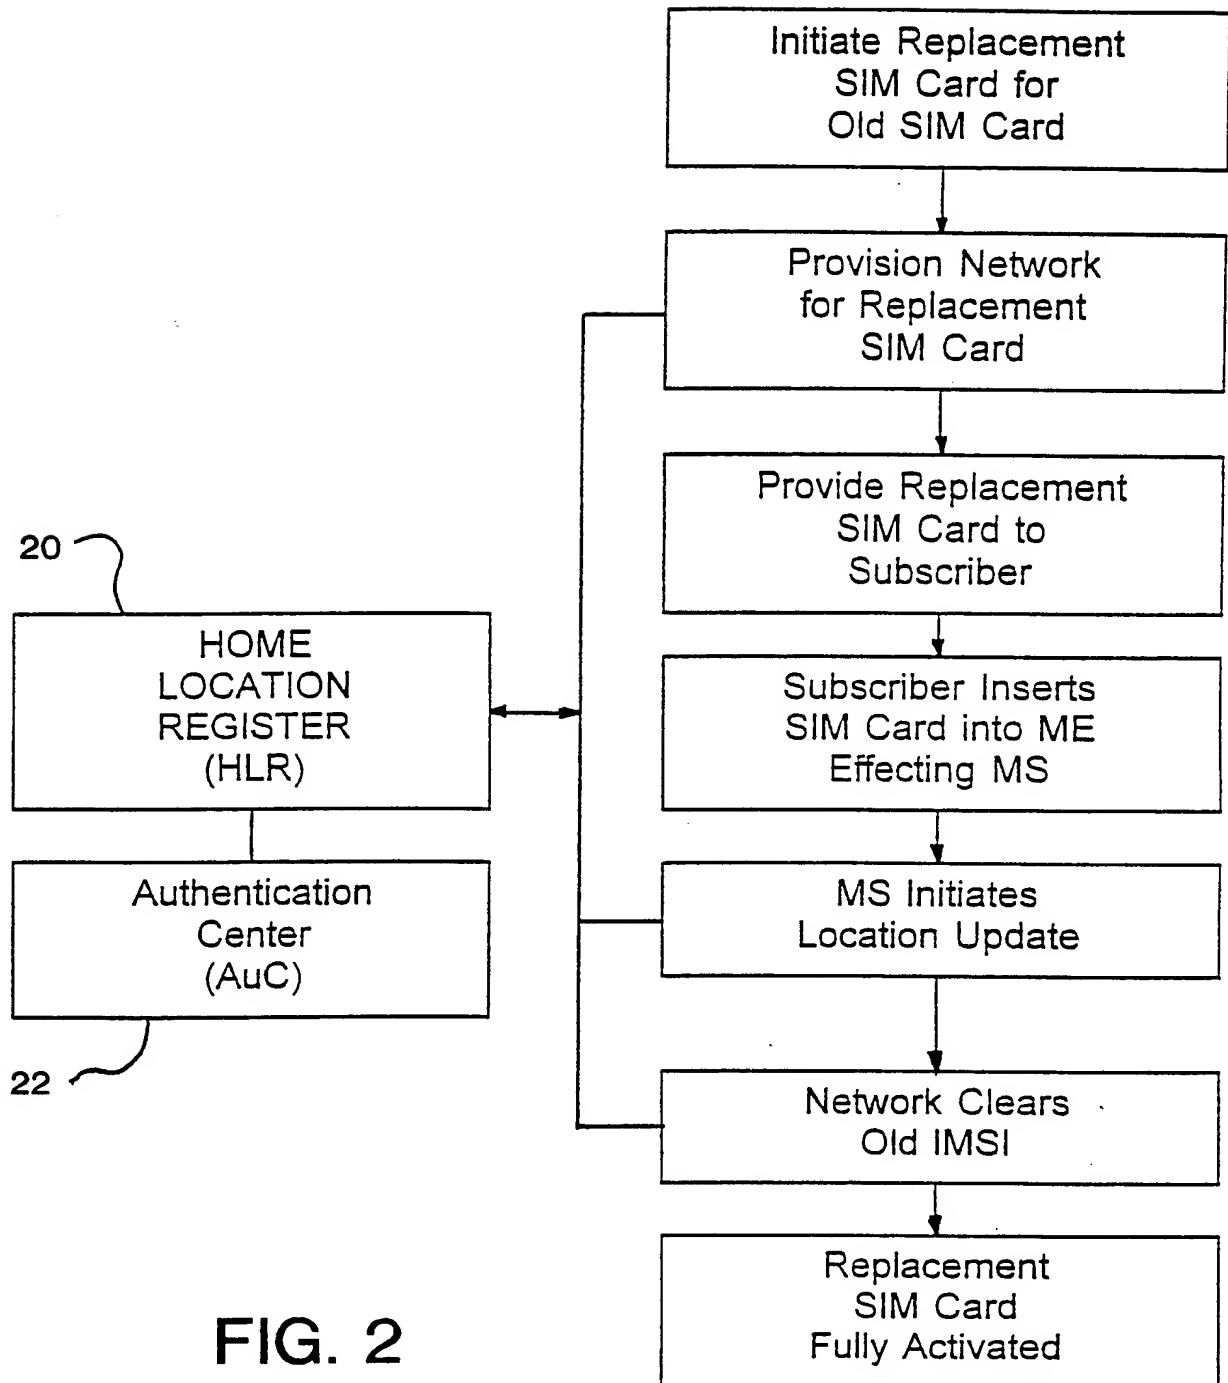 Initiate Replacement
SIM Card for
Old SIM Card
Provision Network
for Replacement
SIM Card
Provide Replacement
SIM Card to
Subscriber
20
HOME
LOCATION
REGISTER
(HLR)
Subscriber Inserts
SIM Card into ME
Effecting MS
Authentication
Center
(AuC)
22
MS Initiates
Location Update
Network Clears
Old IMSI
Replacement
SIM Card
Fully Activated
FIG. 2